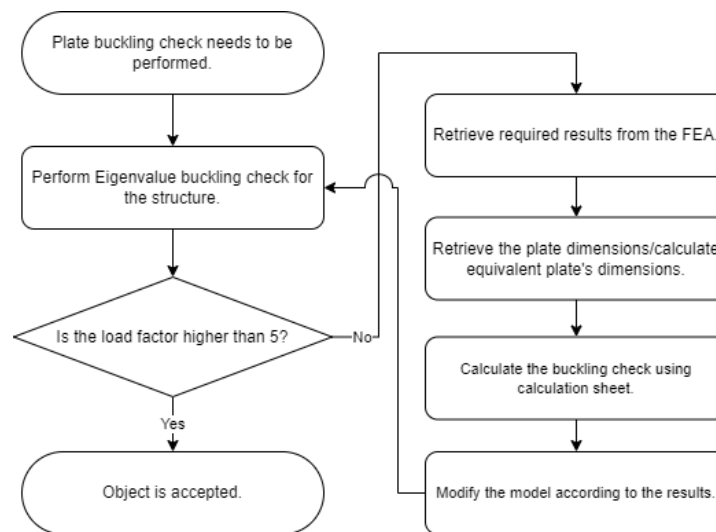 Plate buckling check needs to be
performed.
Perform Eigenvalue buckling check for
the structure.
Is the load factor higher than 5?
No
Yes
Object is accepted.
Retrieve required results from the FEA.
Retrieve the plate dimensions/calculate
equivalent plate's dimensions.
Calculate the buckling check using
calculation sheet.
Modify the model according to the results.